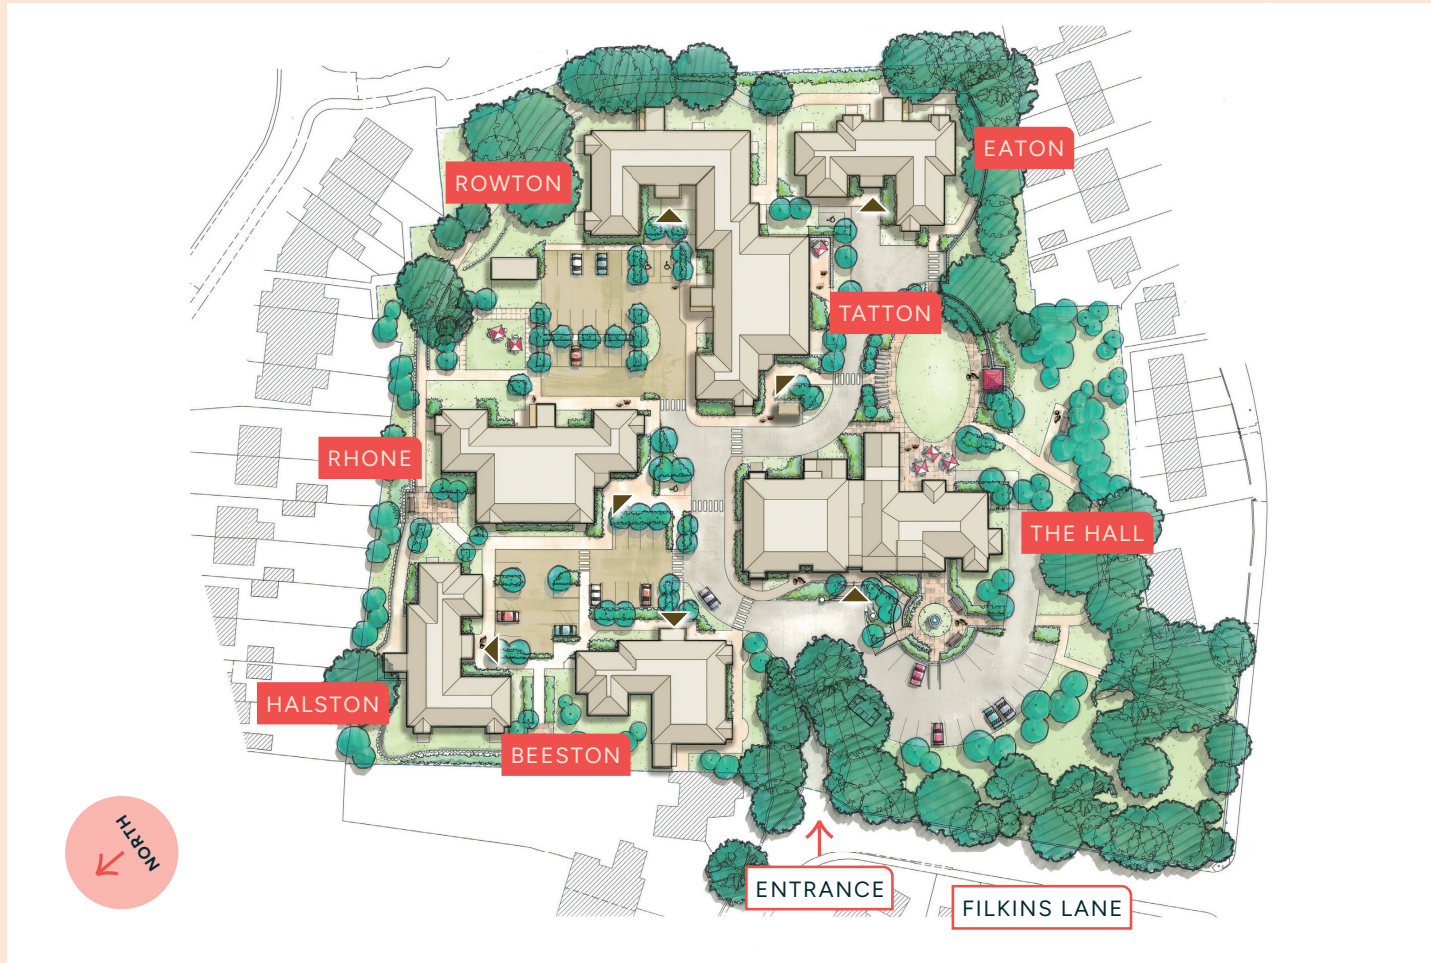 EATON
ROWTON
TATTON
RHONE
THE HALL
HALSTON
BEESTON
NORTH
ENTRANCE
FILKINS LANE